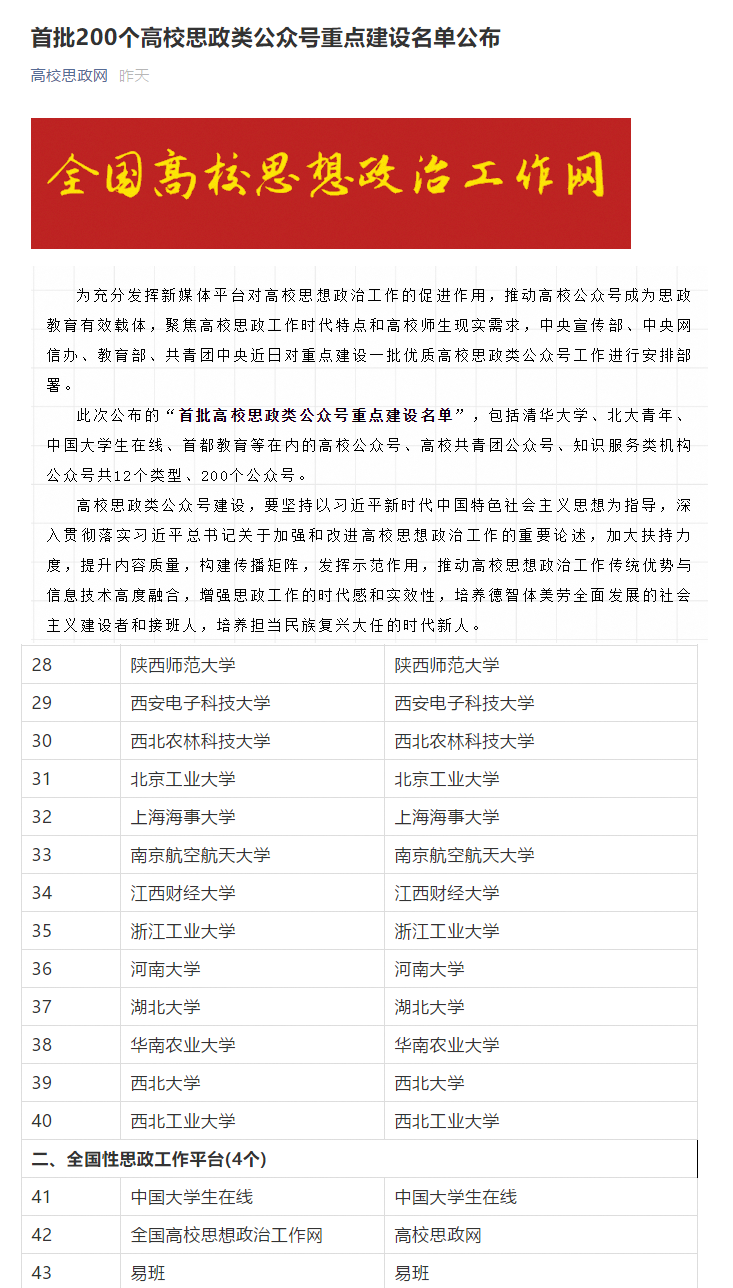 首批200个高校思政类公众号重点建设名单公布
高校思政网 昨天
全国高校思想政治工作网
为充分发挥新媒体平台对高校思想政治工作的促进作用，推动高校公众号成为思政
教育有效载体，聚焦高校思政工作时代特点和高校师生现实需求，中央宣传部、中央网
信办、教育部、共青团中央近日对重点建设一批优质高校思政类公众号工作进行安排部
署。
此次公布的“首批高校思政类公众号重点建设名单”，包括清华大学、北大青年、
中国大学生在线、首都教育等在内的高校公众号、高校共青团公众号、知识服务类机构
公众号共12个类型、200个公众号。
高校思政类公众号建设，要坚持以习近平新时代中国特色社会主义思想为指导，深
入贯彻落实习近平总书记关于加强和改进高校思想政治工作的重要论述，加大扶持力
度，提升内容质量，构建传播矩阵，发挥示范作用，推动高校思想政治工作传统优势与
信息技术高度融合，增强思政工作的时代感和实效性，培养德智体美劳全面发展的社会
主义建设者和接班人，培养担当民族复兴大任的时代新人。
28 陕西师范大学 陕西师范大学
29 西安电子科技大学 西安电子科技大学
30 西北农林科技大学 西北农林科技大学
31 北京工业大学 北京工业大学
32 上海海事大学 上海海事大学
33 南京航空航天大学 南京航空航天大学
34 江西财经大学 江西财经大学
35 浙江工业大学 浙江工业大学
36 河南大学 河南大学
37 湖北大学 湖北大学
38 华南农业大学 华南农业大学
39 西北大学 西北大学
40 西北工业大学 西北工业大学
二、全国性思政工作平台(4个)
41 中国大学生在线 中国大学生在线
42 全国高校思想政治工作网 高校思政网
43 易班 易班